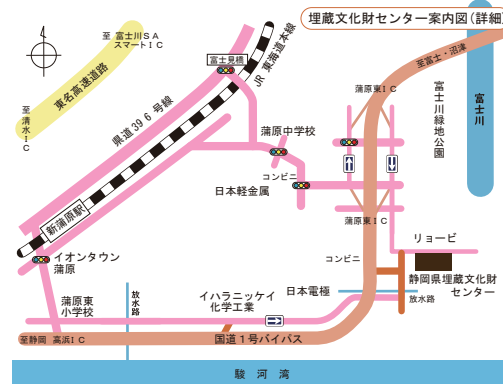 埋蔵文化財センター案内図(詳細)
至 富士川SA
スマートIC
東名高速道路
至清水IC
県道396号線
富士見橋
JR 東海道本線
至富士・沼津
蒲原東IC
富士川緑地公園
富士川
蒲原中学校
コンビニ
日本軽金属
新蒲原駅
蒲原東IC
リョービ
イオンタウン
蒲原
コンビニ
静岡県埋蔵文化財
センター
日本電極
放水路
蒲原東
小学校
放水路
イハラニッケイ
化学工業
至静岡 高浜IC
国道1号バイパス
駿河湾